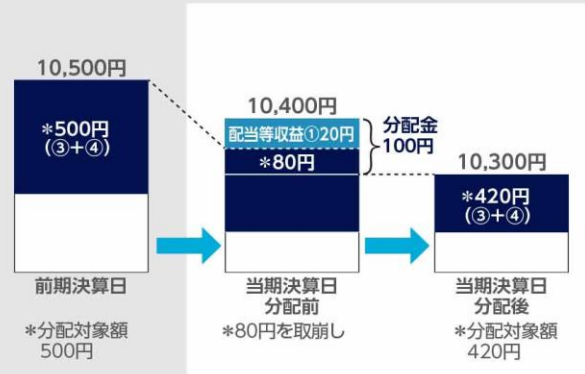 10,500円
*500円
(③+④)
前期決算日
*分配対象額
500円
10,400円
配当等収益①20円
*80円
分配金
100円
当期決算日
分配前
*80円を取崩し
10,300円
*420円
(③+④)
当期決算日
分配後
*分配対象額
420円